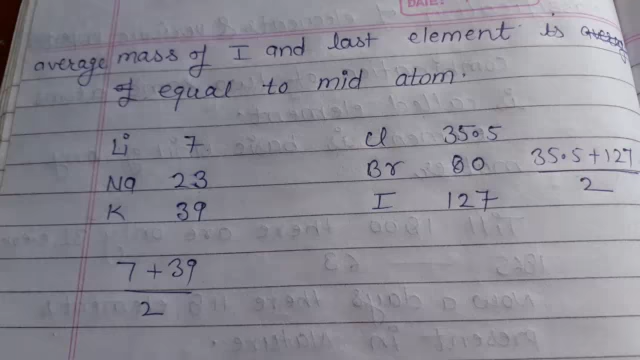 DATE:
average mass of I and last element is
of equal to mid atom.
Li 7 Cl 35.5
Na 23 Br 80 35.5+127/2
K 39 I 127
7+39/2